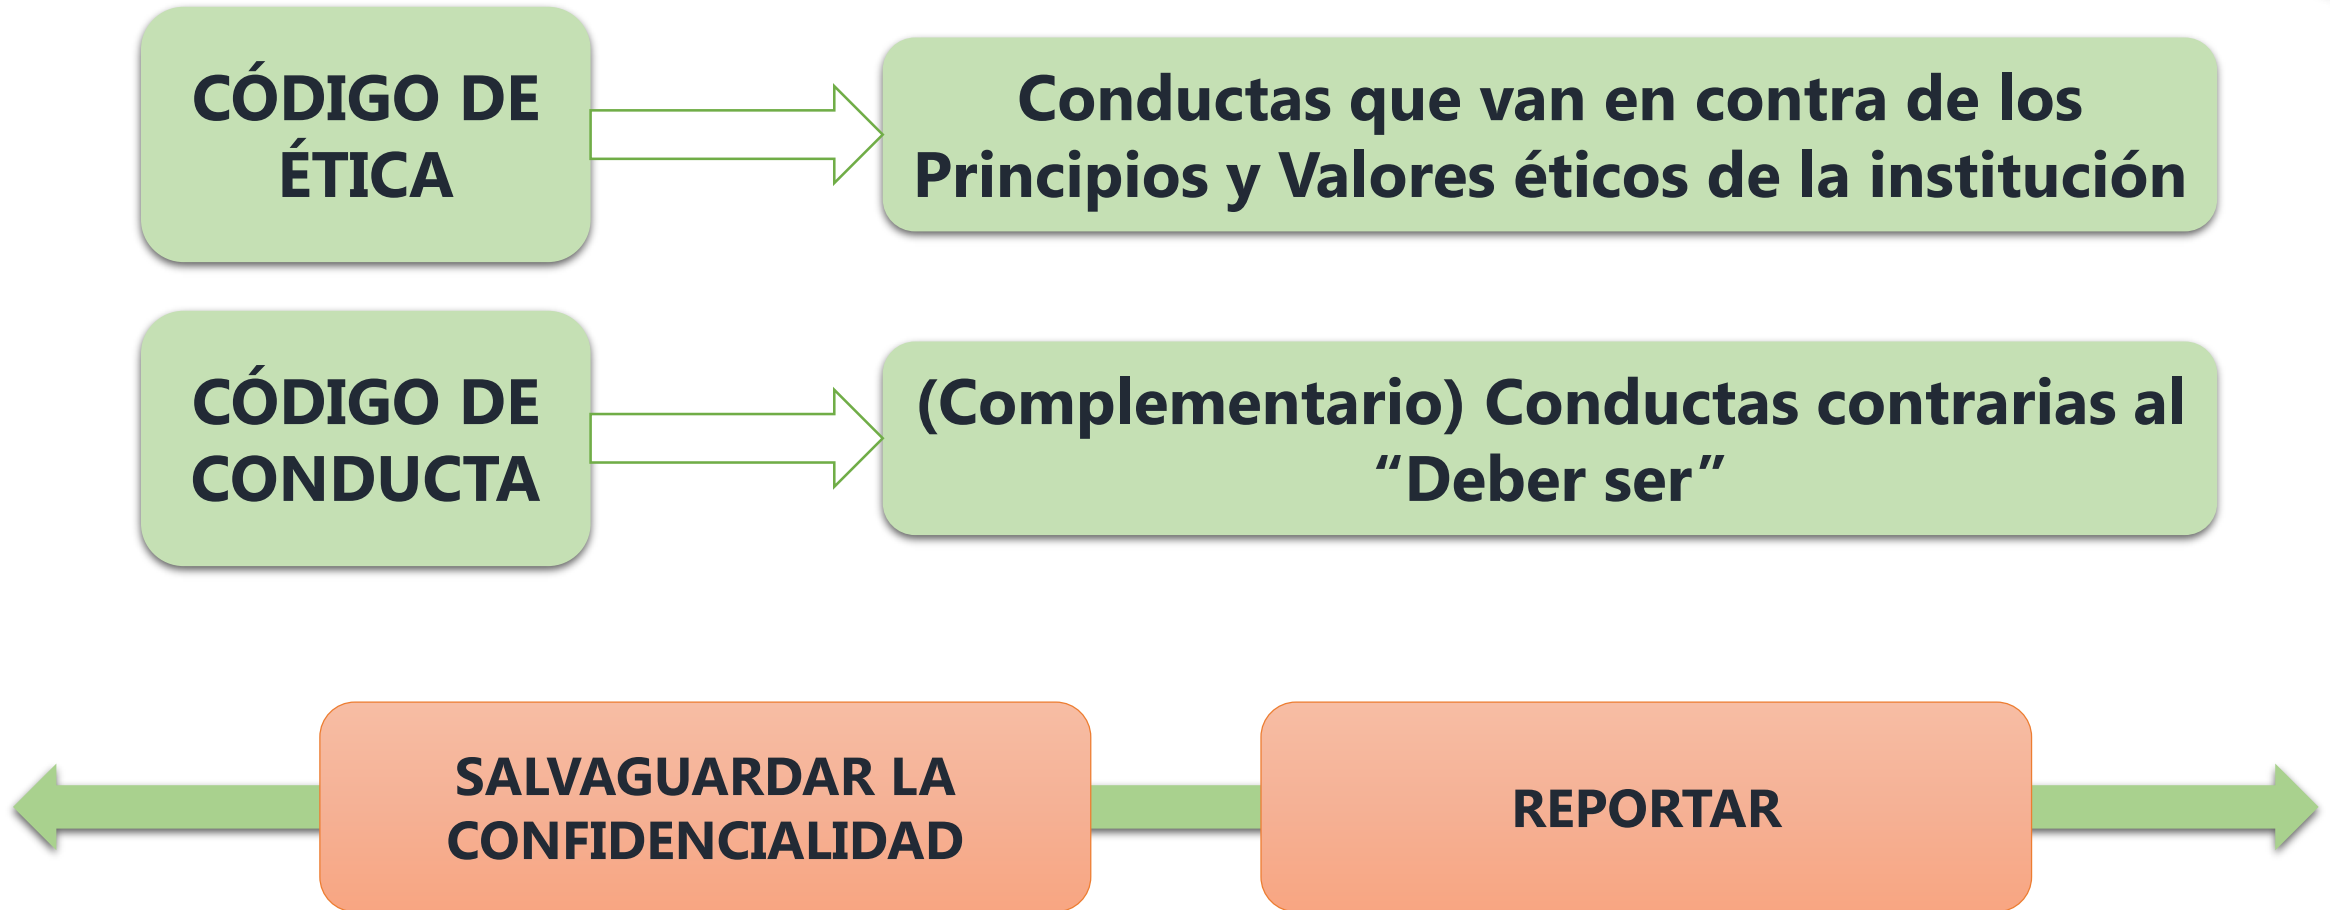 CÓDIGO DE
ÉTICA
Conductas que van en contra de los
Principios y Valores éticos de la institución
CÓDIGO DE
CONDUCTA
(Complementario) Conductas contrarias al
“Deber ser”
SALVAGUARDAR LA
CONFIDENCIALIDAD
REPORTAR